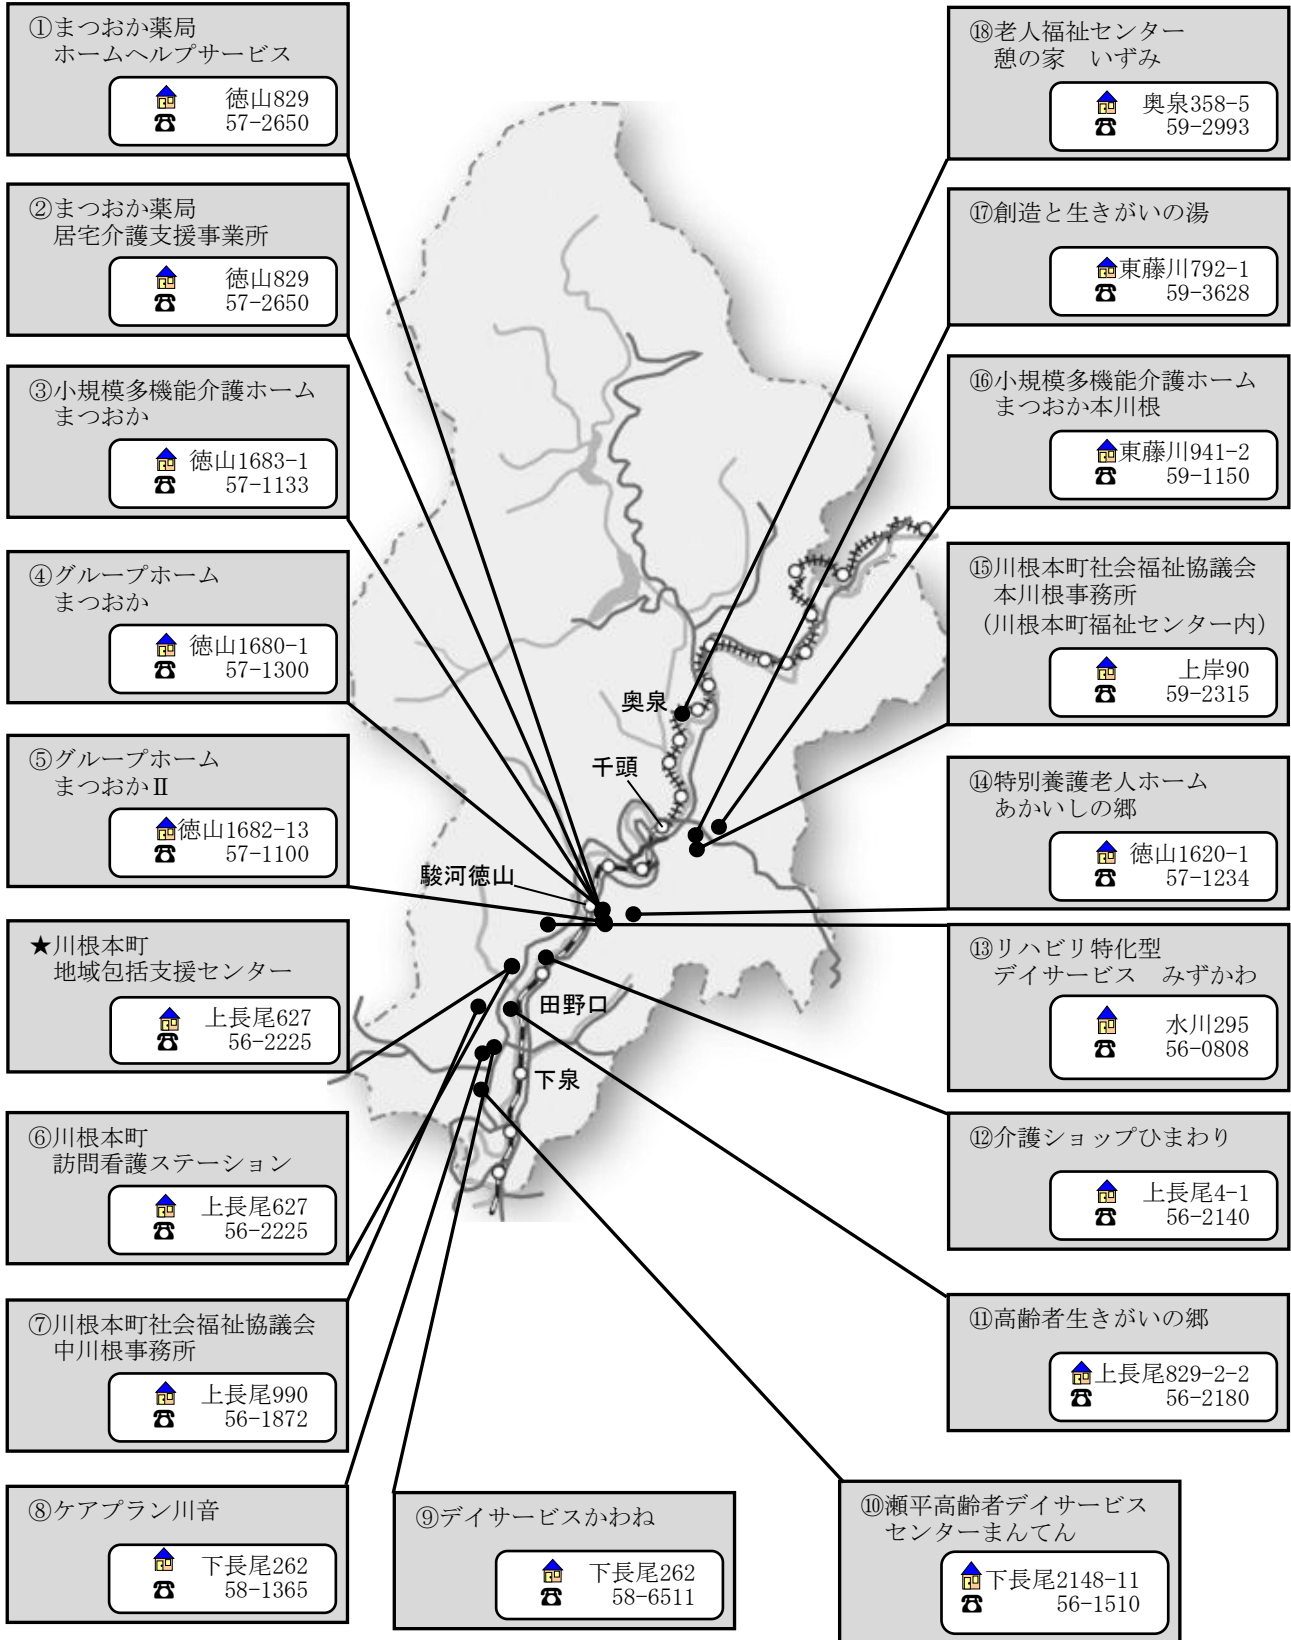 ①まつおか薬局
ホームヘルプサービス
徳山829
57-2650
②まつおか薬局
居宅介護支援事業所
徳山829
57-2650
③小規模多機能介護ホーム
まつおか
徳山1683-1
57-1133
④グループホーム
まつおか
徳山1680-1
57-1300
⑤グループホーム
まつおかⅡ
徳山1682-13
57-1100
★川根本町
地域包括支援センター
上長尾627
56-2225
⑥川根本町
訪問看護ステーション
上長尾627
56-2225
⑦川根本町社会福祉協議会
中川根事務所
上長尾990
56-1872
⑧ケアプラン川音
下長尾262
58-1365
⑨デイサービスかわね
下長尾262
58-6511
⑩瀬平高齢者デイサービス
センターまんてん
下長尾2148-11
56-1510
⑪高齢者生きがいの郷
上長尾829-2-2
56-2180
⑫介護ショップひまわり
上長尾4-1
56-2140
⑬リハビリ特化型
デイサービス　みずかわ
水川295
56-0808
⑭特別養護老人ホーム
あかいしの郷
徳山1620-1
57-1234
⑮川根本町社会福祉協議会
本川根事務所
(川根本町福祉センター内)
上岸90
59-2315
⑯小規模多機能介護ホーム
まつおか本川根
東藤川941-2
59-1150
⑰創造と生きがいの湯
東藤川792-1
59-3628
⑱老人福祉センター
憩の家　いずみ
奥泉358-5
59-2993
奥泉
千頭
駿河徳山
田野口
下泉